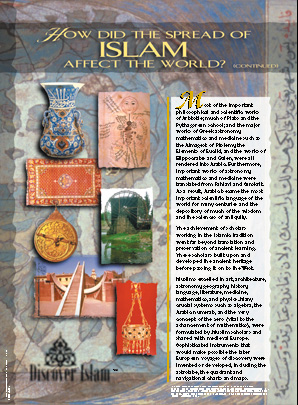 HOW DID THE SPREAD OF
ISLAM
AFFECT THE WORLD? (CONTINUED)
Most of the important
philosophical and scientific works
of Aristotle; much of Plato and the
Pythagorean school; and the major
works of Greek astronomy,
mathematics and medicine such as
the Almagest of Ptolemy, the
Elements of Euclid, and the works of
Hippocrates and Galen, were all
rendered into Arabic. Furthermore,
important works of astronomy,
mathematics and medicine were
translated from Pahlavi and Sanskrit.
As a result, Arabic became the most
important scientific language of the
world for many centuries and the
depository of much of the wisdom
and the sciences of antiquity.
The achievement of scholars
working in the Islamic tradition
went far beyond translation and
preservation of ancient learning.
These scholars built upon and
developed the ancient heritage
before passing it on to the West.
Muslims excelled in art, architecture,
astronomy, geography, history,
language, literature, medicine,
mathematics, and physics. Many
crucial systems such as algebra, the
Arabic numerals, and the very
concept of the zero (vital to the
advancement of mathematics), were
formulated by Muslim scholars and
shared with medieval Europe.
Sophisticated instruments that
would make possible the later
European voyages of discovery were
invented or developed, including the
astrolabe, the quadrant and
navigational charts and maps.
Discover Islam